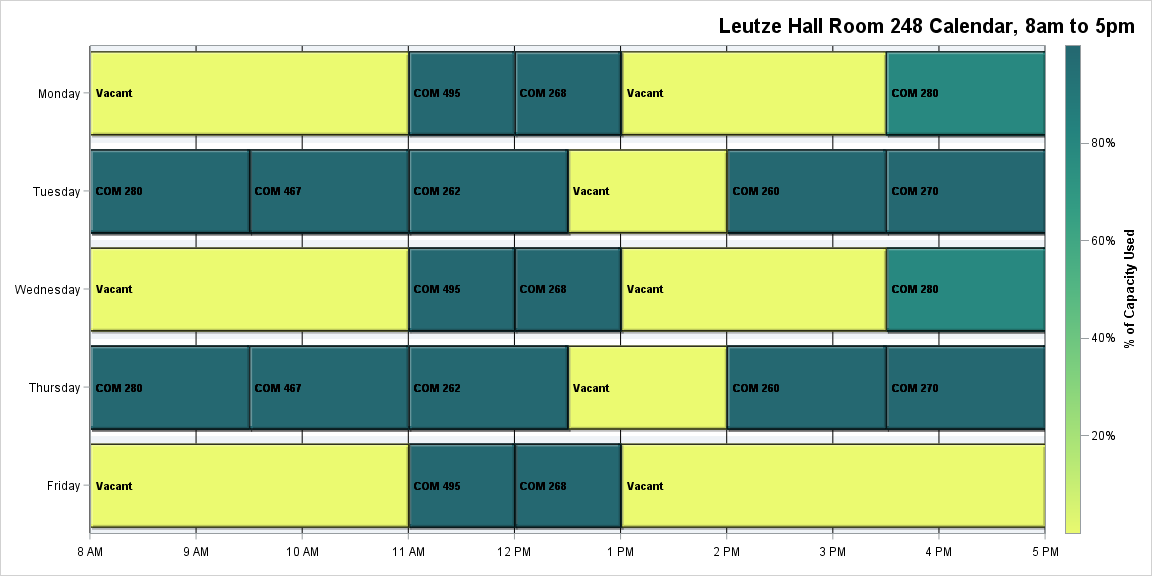 Leutze Hall Room 248 Calendar, 8am to 5pm
Monday
Vacant
COM 495
COM 268
Vacant
COM 280
Tuesday
COM 280
COM 467
COM 262
Vacant
COM 260
COM 270
Wednesday
Vacant
COM 495
COM 268
Vacant
COM 280
Thursday
COM 280
COM 467
COM 262
Vacant
COM 260
COM 270
Friday
Vacant
COM 495
COM 268
Vacant
8 AM
9 AM
10 AM
11 AM
12 PM
1 PM
2 PM
3 PM
4 PM
5 PM
80%
60%
40%
20%
% of Capacity Used